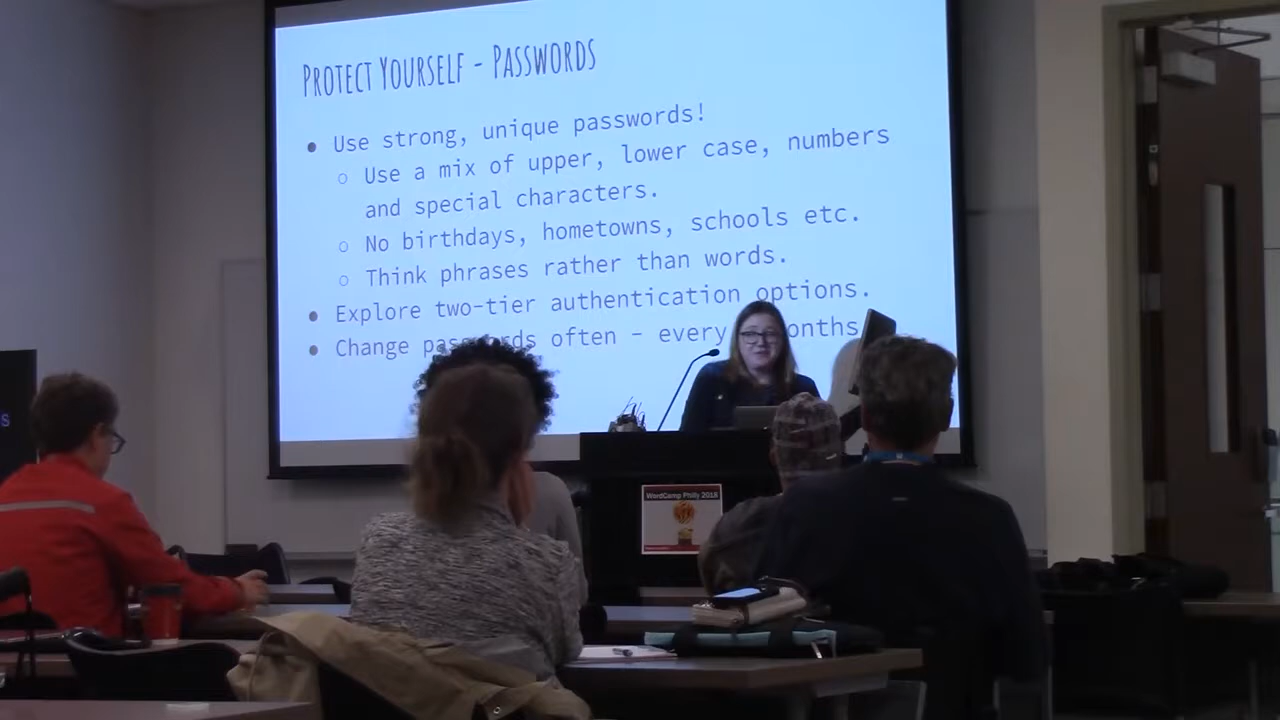 PROTECT YOURSELF - PASSWORDS
Use strong, unique passwords!
Use a mix of upper, lower case, numbers
and special characters.
No birthdays, hometowns, schools etc.
Think phrases rather than words.
Explore two-tier authentication options.
Change passwords often - every
WordCamp Philly 2018
S